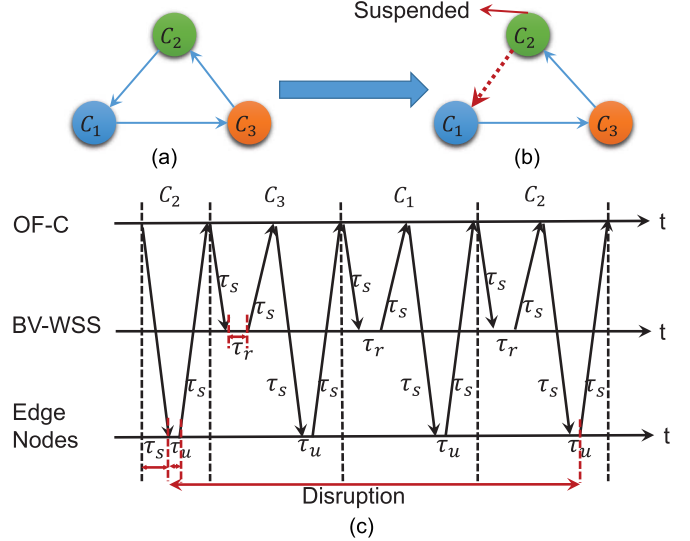 Suspended
C₂
C₂
C₁
C₃
C₁
C₃
(a)
(b)
C₂
C₃
C₁
C₂
OF-C
t
τₛ
τₛ
τₛ
τₛ
τₛ
τₛ
BV-WSS
t
τᵣ
τᵣ
τᵣ
τₛ
τₛ
τₛ
τₛ
τₛ
τₛ
τₛ
Edge
Nodes
t
τₛ
τᵤ
τᵤ
τᵤ
τᵤ
Disruption
(c)